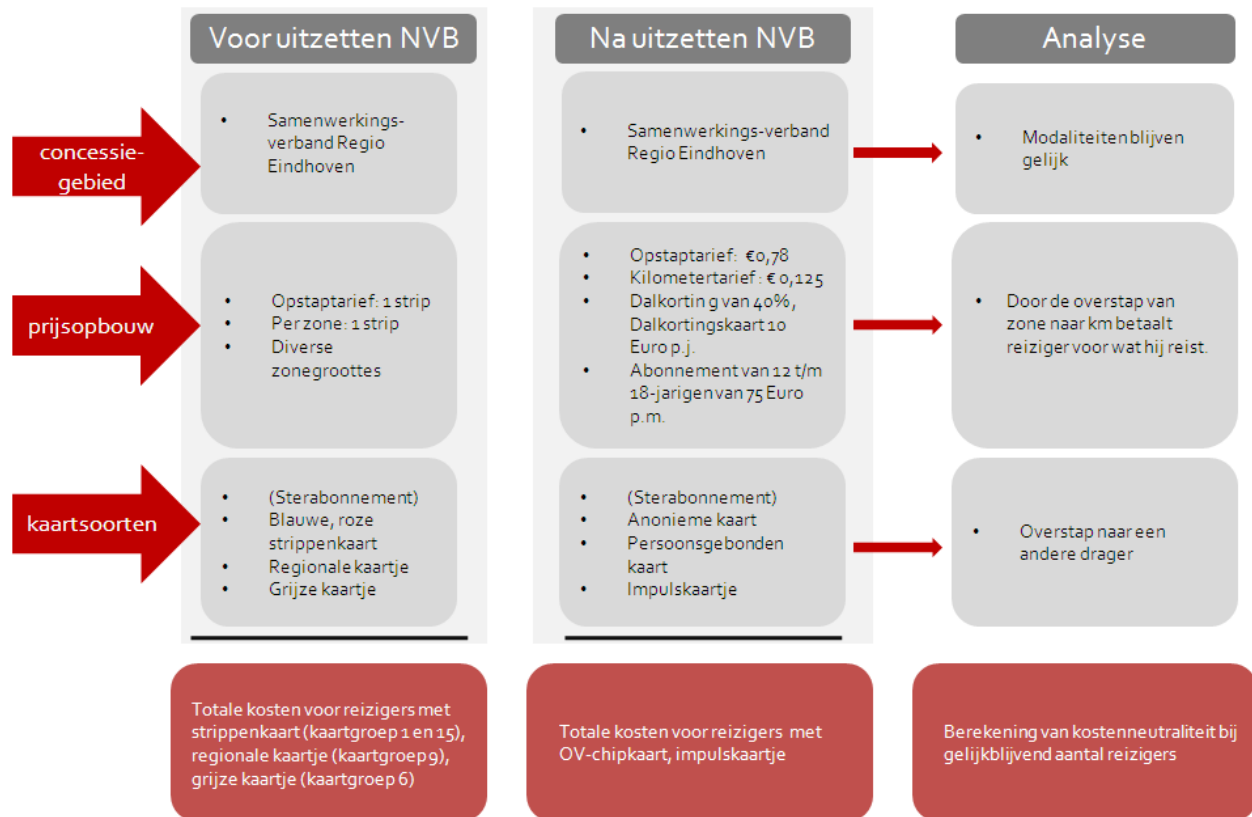 Voor uitzetten NVB
Na uitzetten NVB
Analyse
concessie-
gebied
• Samenwerkings-
verband Regio
Eindhoven
• Samenwerkings-verband
Regio Eindhoven
• Modaliteiten blijven
gelijk
prijsopbouw
• Opstaptarief: 1 strip
• Per zone: 1 strip
• Diverse
zonegroottes
• Opstaptarief: €0,78
• Kilometertarief: € 0,125
• Dalkorting van 40%,
Dalkortingskaart 10
Euro p.j.
• Abonnement van 12 t/m
18-jarigen van 75 Euro
p.m.
• Door de overstap van
zone naar km betaalt
reiziger voor wat hij reist.
kaartsoorten
• (Sterabonnement)
• Blauwe, roze
strippenkaart
• Regionale kaartje
• Grijze kaartje
• (Sterabonnement)
• Anonieme kaart
• Persoonsgebonden
kaart
• Impulskaartje
• Overstap naar een
andere drager
Totale kosten voor reizigers met
strippenkaart (kaartgroep 1 en 15),
regionale kaartje (kaartgroep 9),
grijze kaartje (kaartgroep 6)
Totale kosten voor reizigers met
OV-chipkaart, impulskaartje
Berekening van kostenneutraliteit bij
gelijkblijvend aantal reizigers